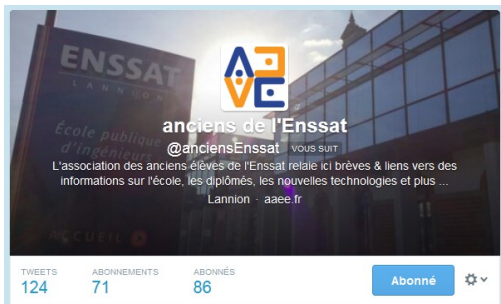 ENSSAT
LANNION
École publique
d'ingénieurs
ACCUEIL
anciens de l'Enssat
@anciensEnssat VOUS SUIT
L'association des anciens élèves de l'Enssat relaie ici brèves & liens vers des
informations sur l'école, les diplômés, les nouvelles technologies et plus ...
Lannion · aaee.fr
TWEETS ABONNEMENTS ABONNÉS
124 71 86
Abonné